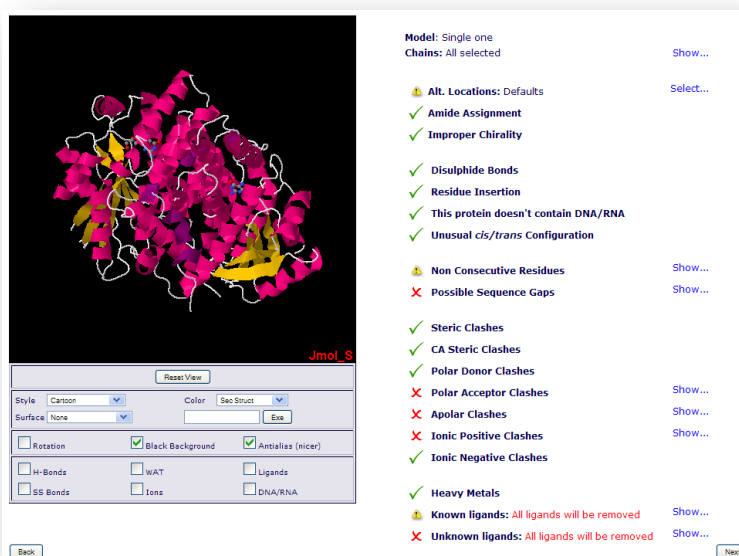 Model: Single one
Chains: All selected Show...
Alt. Locations: Defaults Select...
Amide Assignment
Improper Chirality
Disulphide Bonds
Residue Insertion
This protein doesn't contain DNA/RNA
Unusual cis/trans Configuration
Non Consecutive Residues Show...
Possible Sequence Gaps Show...
Steric Clashes
CA Steric Clashes
Polar Donor Clashes
Polar Acceptor Clashes Show...
Apolar Clashes Show...
Ionic Positive Clashes Show...
Ionic Negative Clashes
Heavy Metals
Known ligands: All ligands will be removed Show...
Unknown ligands: All ligands will be removed Show...
Jmol_S
Reset View
Style Cartoon Color Sec Struct
Surface None Exe
Rotation Black Background Antialias (nicer)
H-Bonds WAT Ligands
SS Bonds Ions DNA/RNA
Back Next